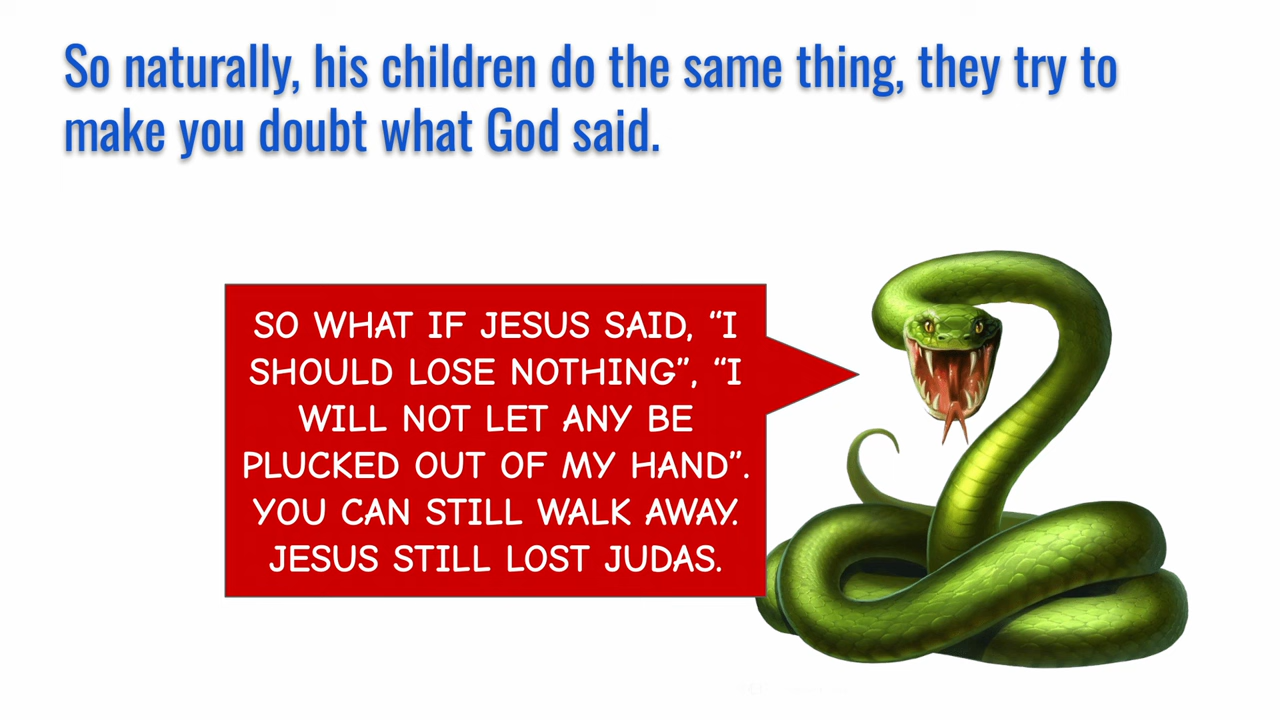 So naturally, his children do the same thing, they try to
make you doubt what God said.
SO WHAT IF JESUS SAID, “I
SHOULD LOSE NOTHING”, “I
WILL NOT LET ANY BE
PLUCKED OUT OF MY HAND”.
YOU CAN STILL WALK AWAY.
JESUS STILL LOST JUDAS.